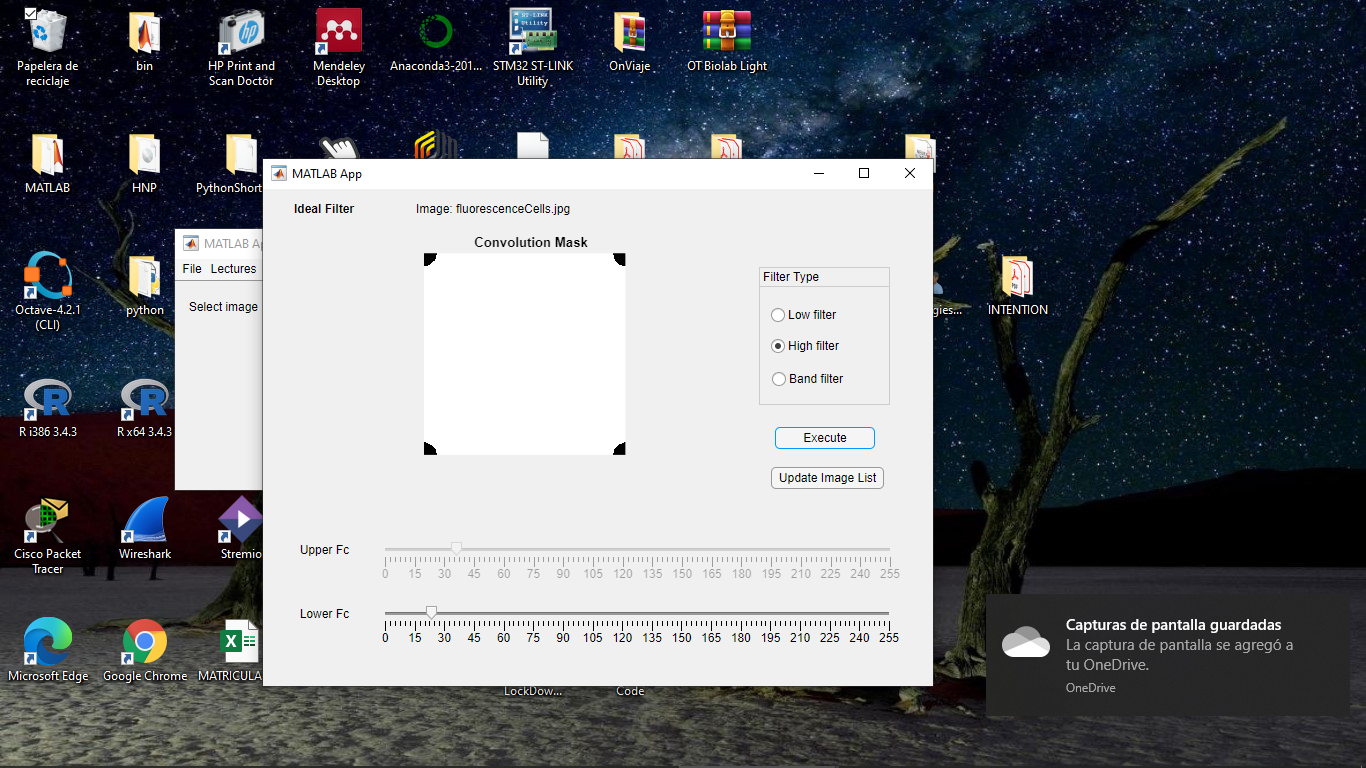 Papelera de
reciclaje
bin
HP Print and
Scan Doctor
Mendeley
Desktop
Anaconda3-201...
STM32 ST-LINK
Utility
OnViaje
OT Biolab Light
MATLAB
HNP
PythonShort
MATLAB App
Ideal Filter
Image: fluorescenceCells.jpg
Convolution Mask
Filter Type
Low filter
High filter
Band filter
Execute
Update Image List
Upper Fc
0 15 30 45 60 75 90 105 120 135 150 165 180 195 210 225 240 255
Lower Fc
0 15 30 45 60 75 90 105 120 135 150 165 180 195 210 225 240 255
MATLAB Ap
File Lectures
Select image
Octave-4.2.1
(CLI)
python
gies...
INTENTION
R i386 3.4.3
R x64 3.4.3
Cisco Packet
Tracer
Wireshark
Stremio
Microsoft Edge
Google Chrome
MATRICULA
LockDow...
Code
Capturas de pantalla guardadas
La captura de pantalla se agregó a
tu OneDrive.
OneDrive